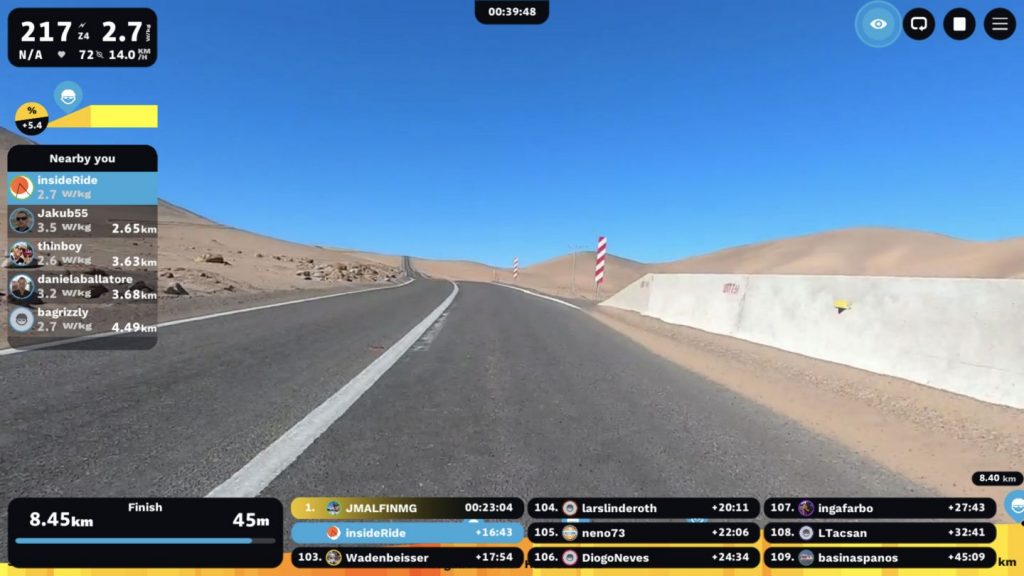 217 Z4 2.7 W/kg
N/A 72 14.0 KM/H
00:39:48
%
+5.4
Nearby you
insideRide
2.7 W/kg
Jakub55
3.5 W/kg 2.65km
thinboy
2.6 W/kg 3.63km
danielaballatore
3.2 W/kg 3.68km
bagrizzly
2.7 W/kg 4.49km
8.40 km
Finish
8.45km 45m
1. JMALFINMG 00:23:04
insideRide +16:43
103. Wadenbeisser +17:54
104. larslinderoth +20:11
105. neno73 +22:06
106. DiogoNeves +24:34
107. ingafarbo +27:43
108. LTacsan +32:41
109. basinaspanos +45:09
km